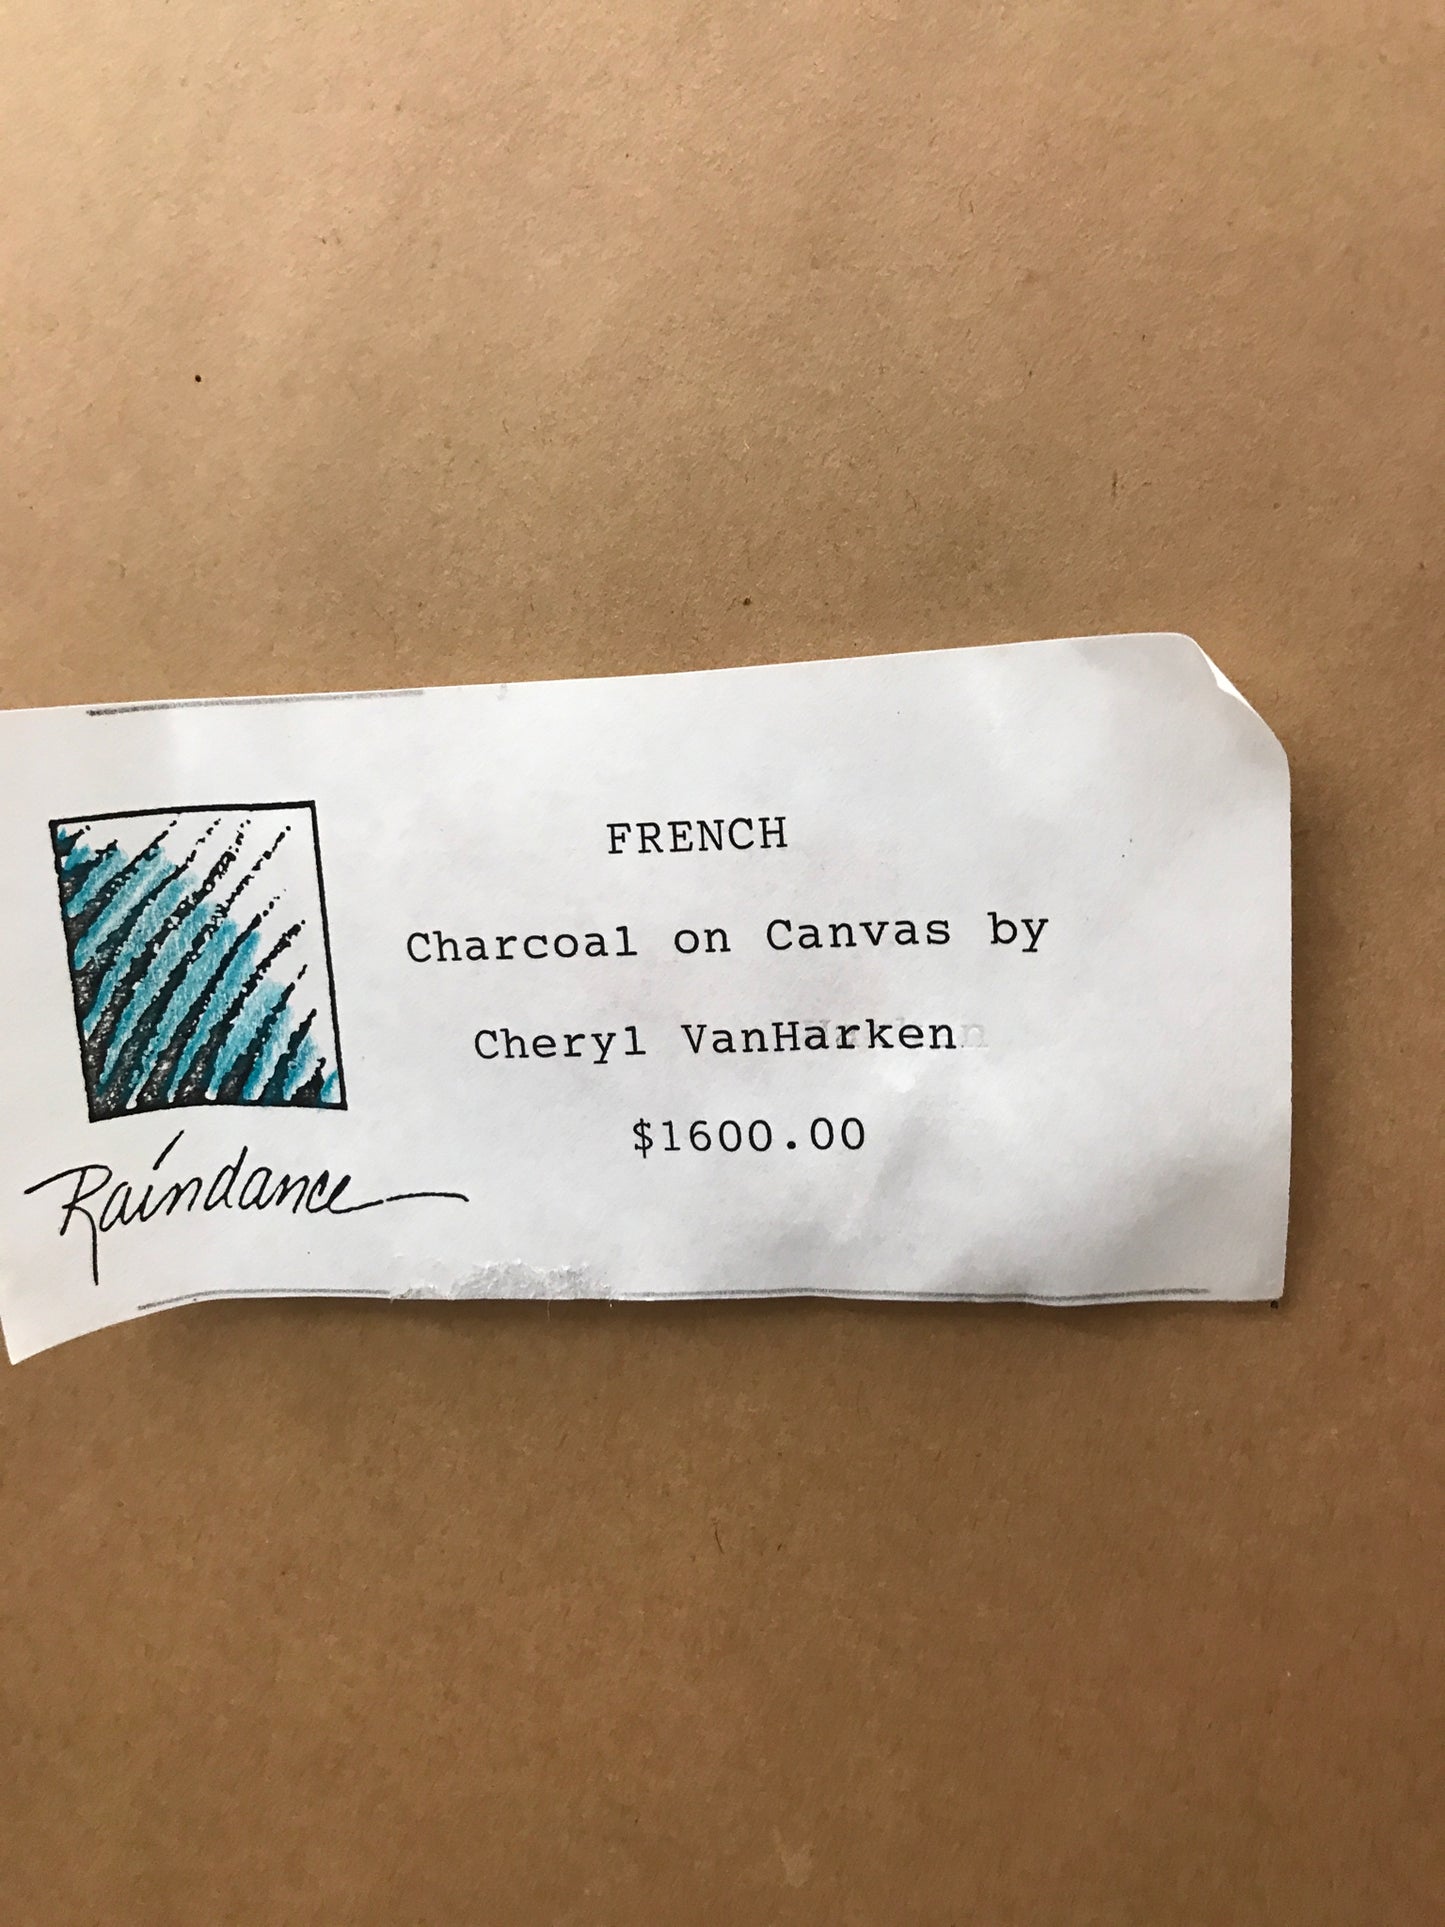 FRENCH
Charcoal on Canvas by
Cheryl VanHarken
$1600.00
Raindance